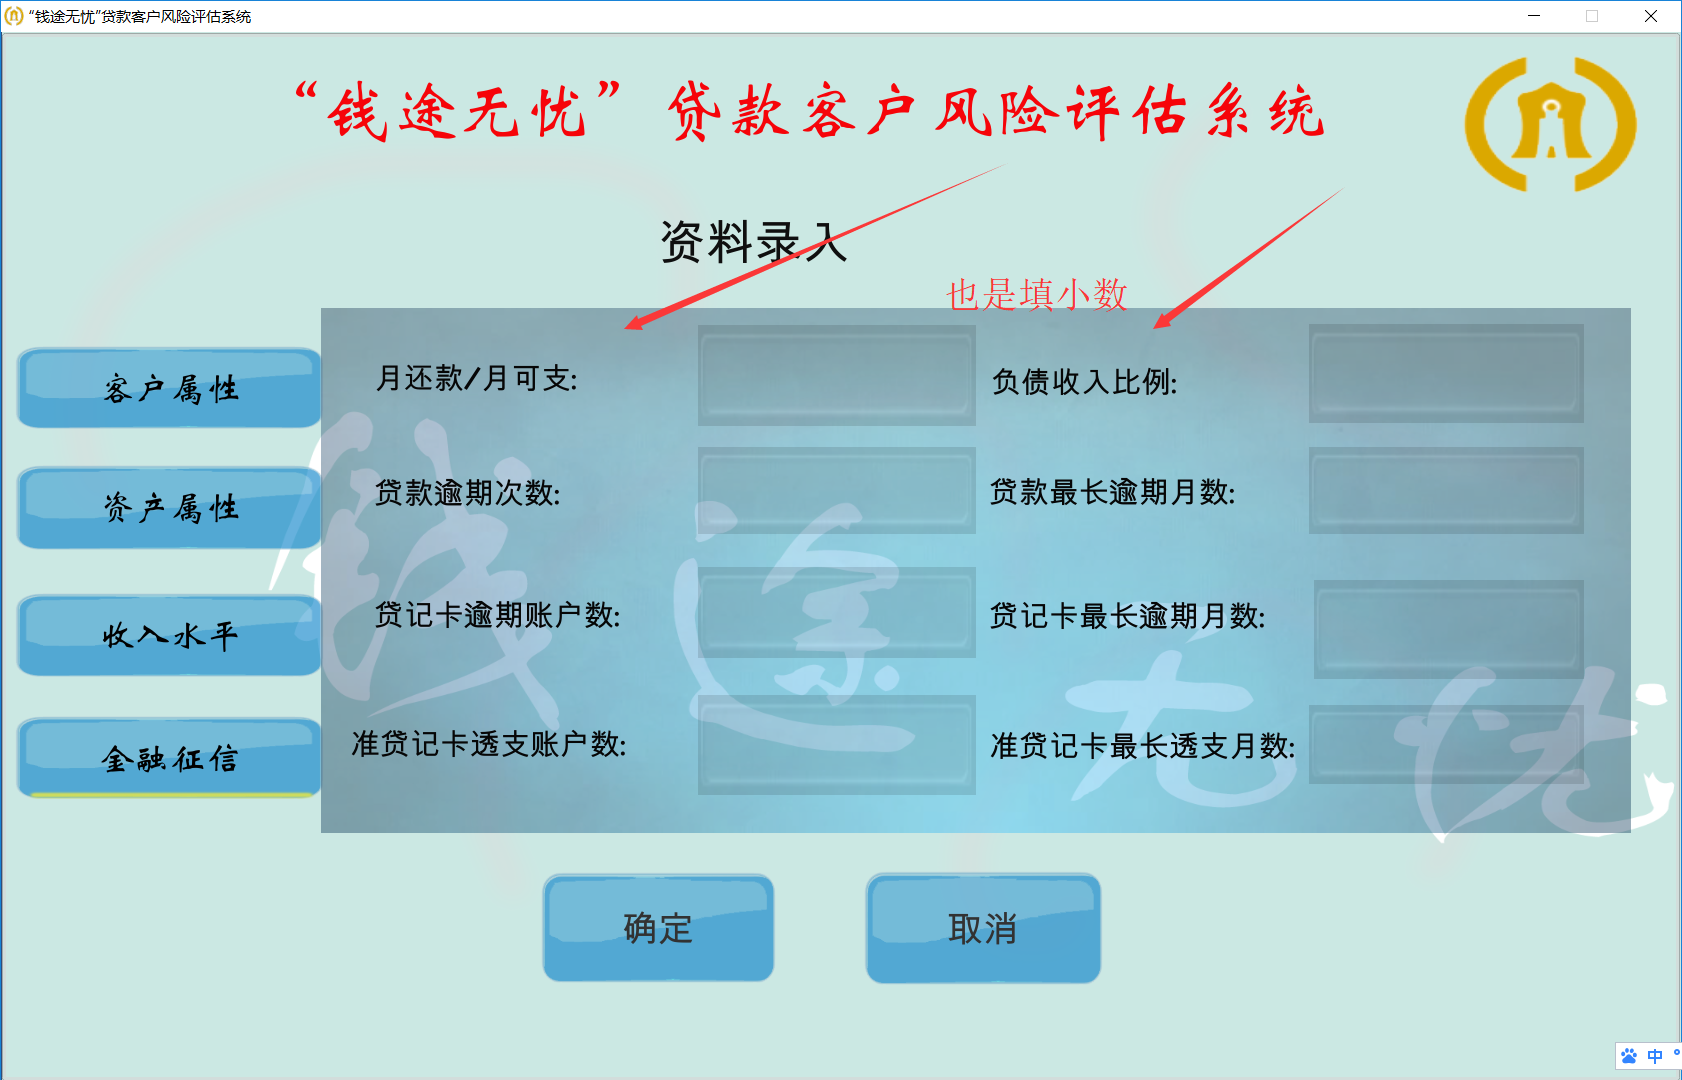 “钱途无忧”贷款客户风险评估系统
“钱途无忧”贷款客户风险评估系统
资料录入
也是填小数
客户属性
资产属性
收入水平
金融征信
月还款/月可支:
负债收入比例:
贷款逾期次数:
贷款最长逾期月数:
贷记卡逾期账户数:
贷记卡最长逾期月数:
准贷记卡透支账户数:
准贷记卡最长透支月数:
钱途无忧
确定
取消
中